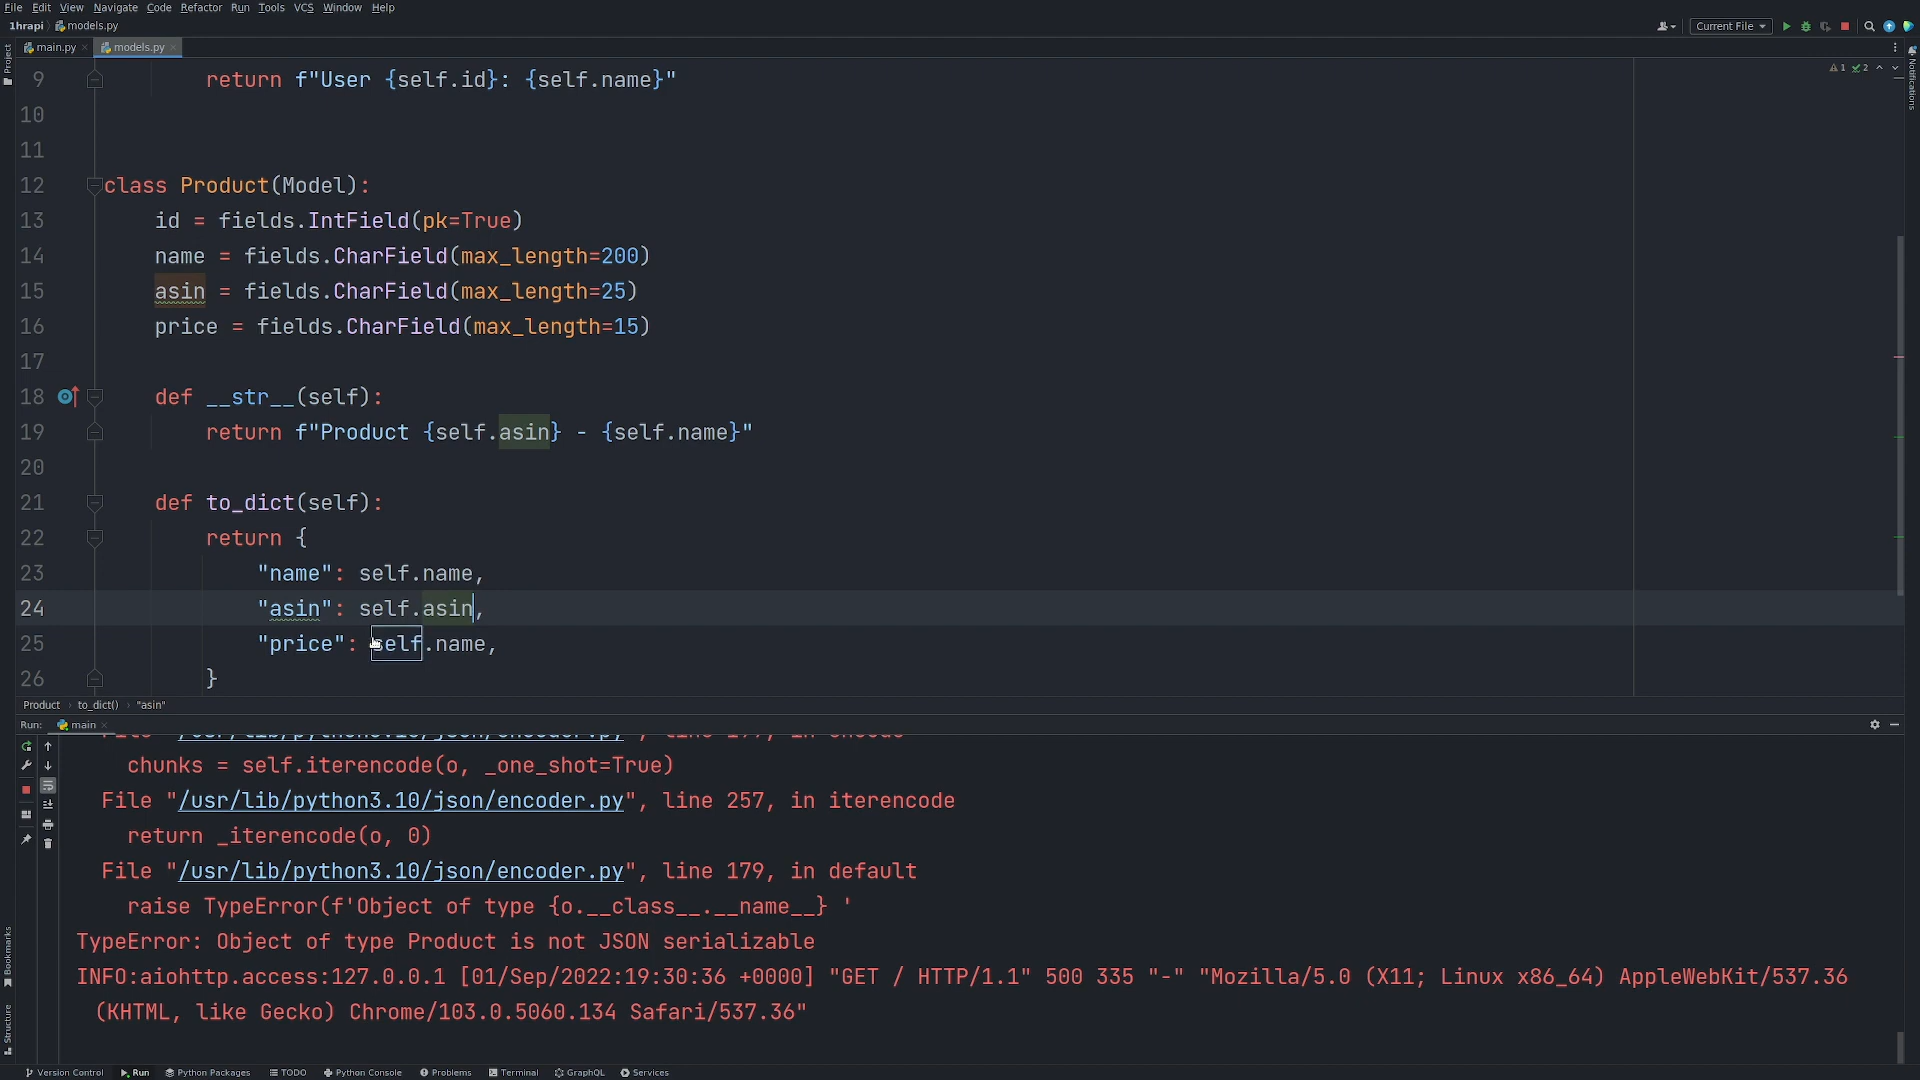 File Edit View Navigate Code Refactor Run Tools VCS Window Help
1hrapi models.py Current File
main.py models.py
Project
Notifications
1 2
9 return f"User {self.id}: {self.name}"
10
11
12 class Product(Model):
13 id = fields.IntField(pk=True)
14 name = fields.CharField(max_length=200)
15 asin = fields.CharField(max_length=25)
16 price = fields.CharField(max_length=15)
17
18 def __str__(self):
19 return f"Product {self.asin} - {self.name}"
20
21 def to_dict(self):
22 return {
23 "name": self.name,
24 "asin": self.asin,
25 "price": self.name,
26 }
Product to_dict() "asin"
Run: main
chunks = self.iterencode(o, _one_shot=True)
File "/usr/lib/python3.10/json/encoder.py", line 257, in iterencode
return _iterencode(o, 0)
File "/usr/lib/python3.10/json/encoder.py", line 179, in default
raise TypeError(f'Object of type {o.__class__.__name__} '
TypeError: Object of type Product is not JSON serializable
INFO:aiohttp.access:127.0.0.1 [01/Sep/2022:19:30:36 +0000] "GET / HTTP/1.1" 500 335 "-" "Mozilla/5.0 (X11; Linux x86_64) AppleWebKit/537.36
(KHTML, like Gecko) Chrome/103.0.5060.134 Safari/537.36"
Bookmarks
Structure
Version Control Run Python Packages TODO Python Console Problems Terminal GraphQL Services